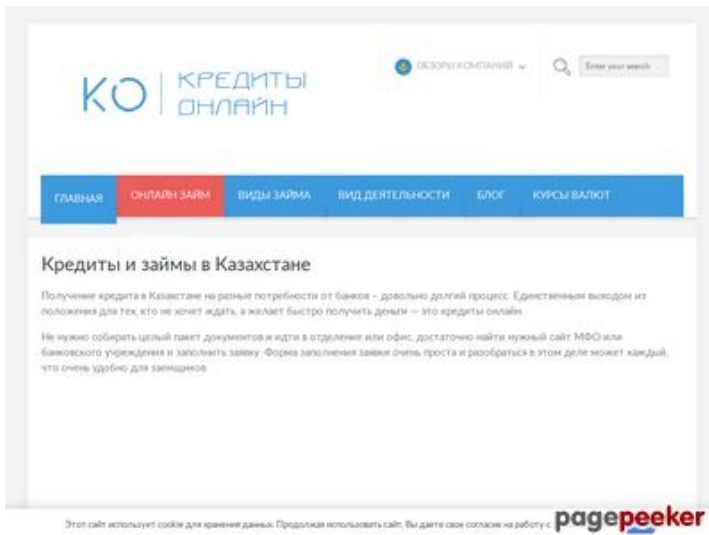 КО
КРЕДИТЫ
ОНЛАЙН
ОБЗОРЫ КОМПАНИЙ
Enter your search
ГЛАВНАЯ
ОНЛАЙН ЗАЙМ
ВИДЫ ЗАЙМА
ВИД ДЕЯТЕЛЬНОСТИ
БЛОГ
КУРСЫ ВАЛЮТ
Кредиты и займы в Казахстане
Получение кредита в Казахстане на разные потребности от банков – довольно долгий процесс. Единственным выходом из
положения для тех, кто не хочет ждать, а желает быстро получить деньги — это кредиты онлайн.
Не нужно собирать целый пакет документов и идти в отделение или офис, достаточно найти нужный сайт МФО или
банковского учреждения и заполнить заявку. Форма заполнения заявки очень проста и разобраться в этом деле может каждый,
что очень удобно для заемщиков.
Этот сайт использует cookie для хранения данных. Продолжая использовать сайт, Вы даете свое согласие на работу с
pagepeeker